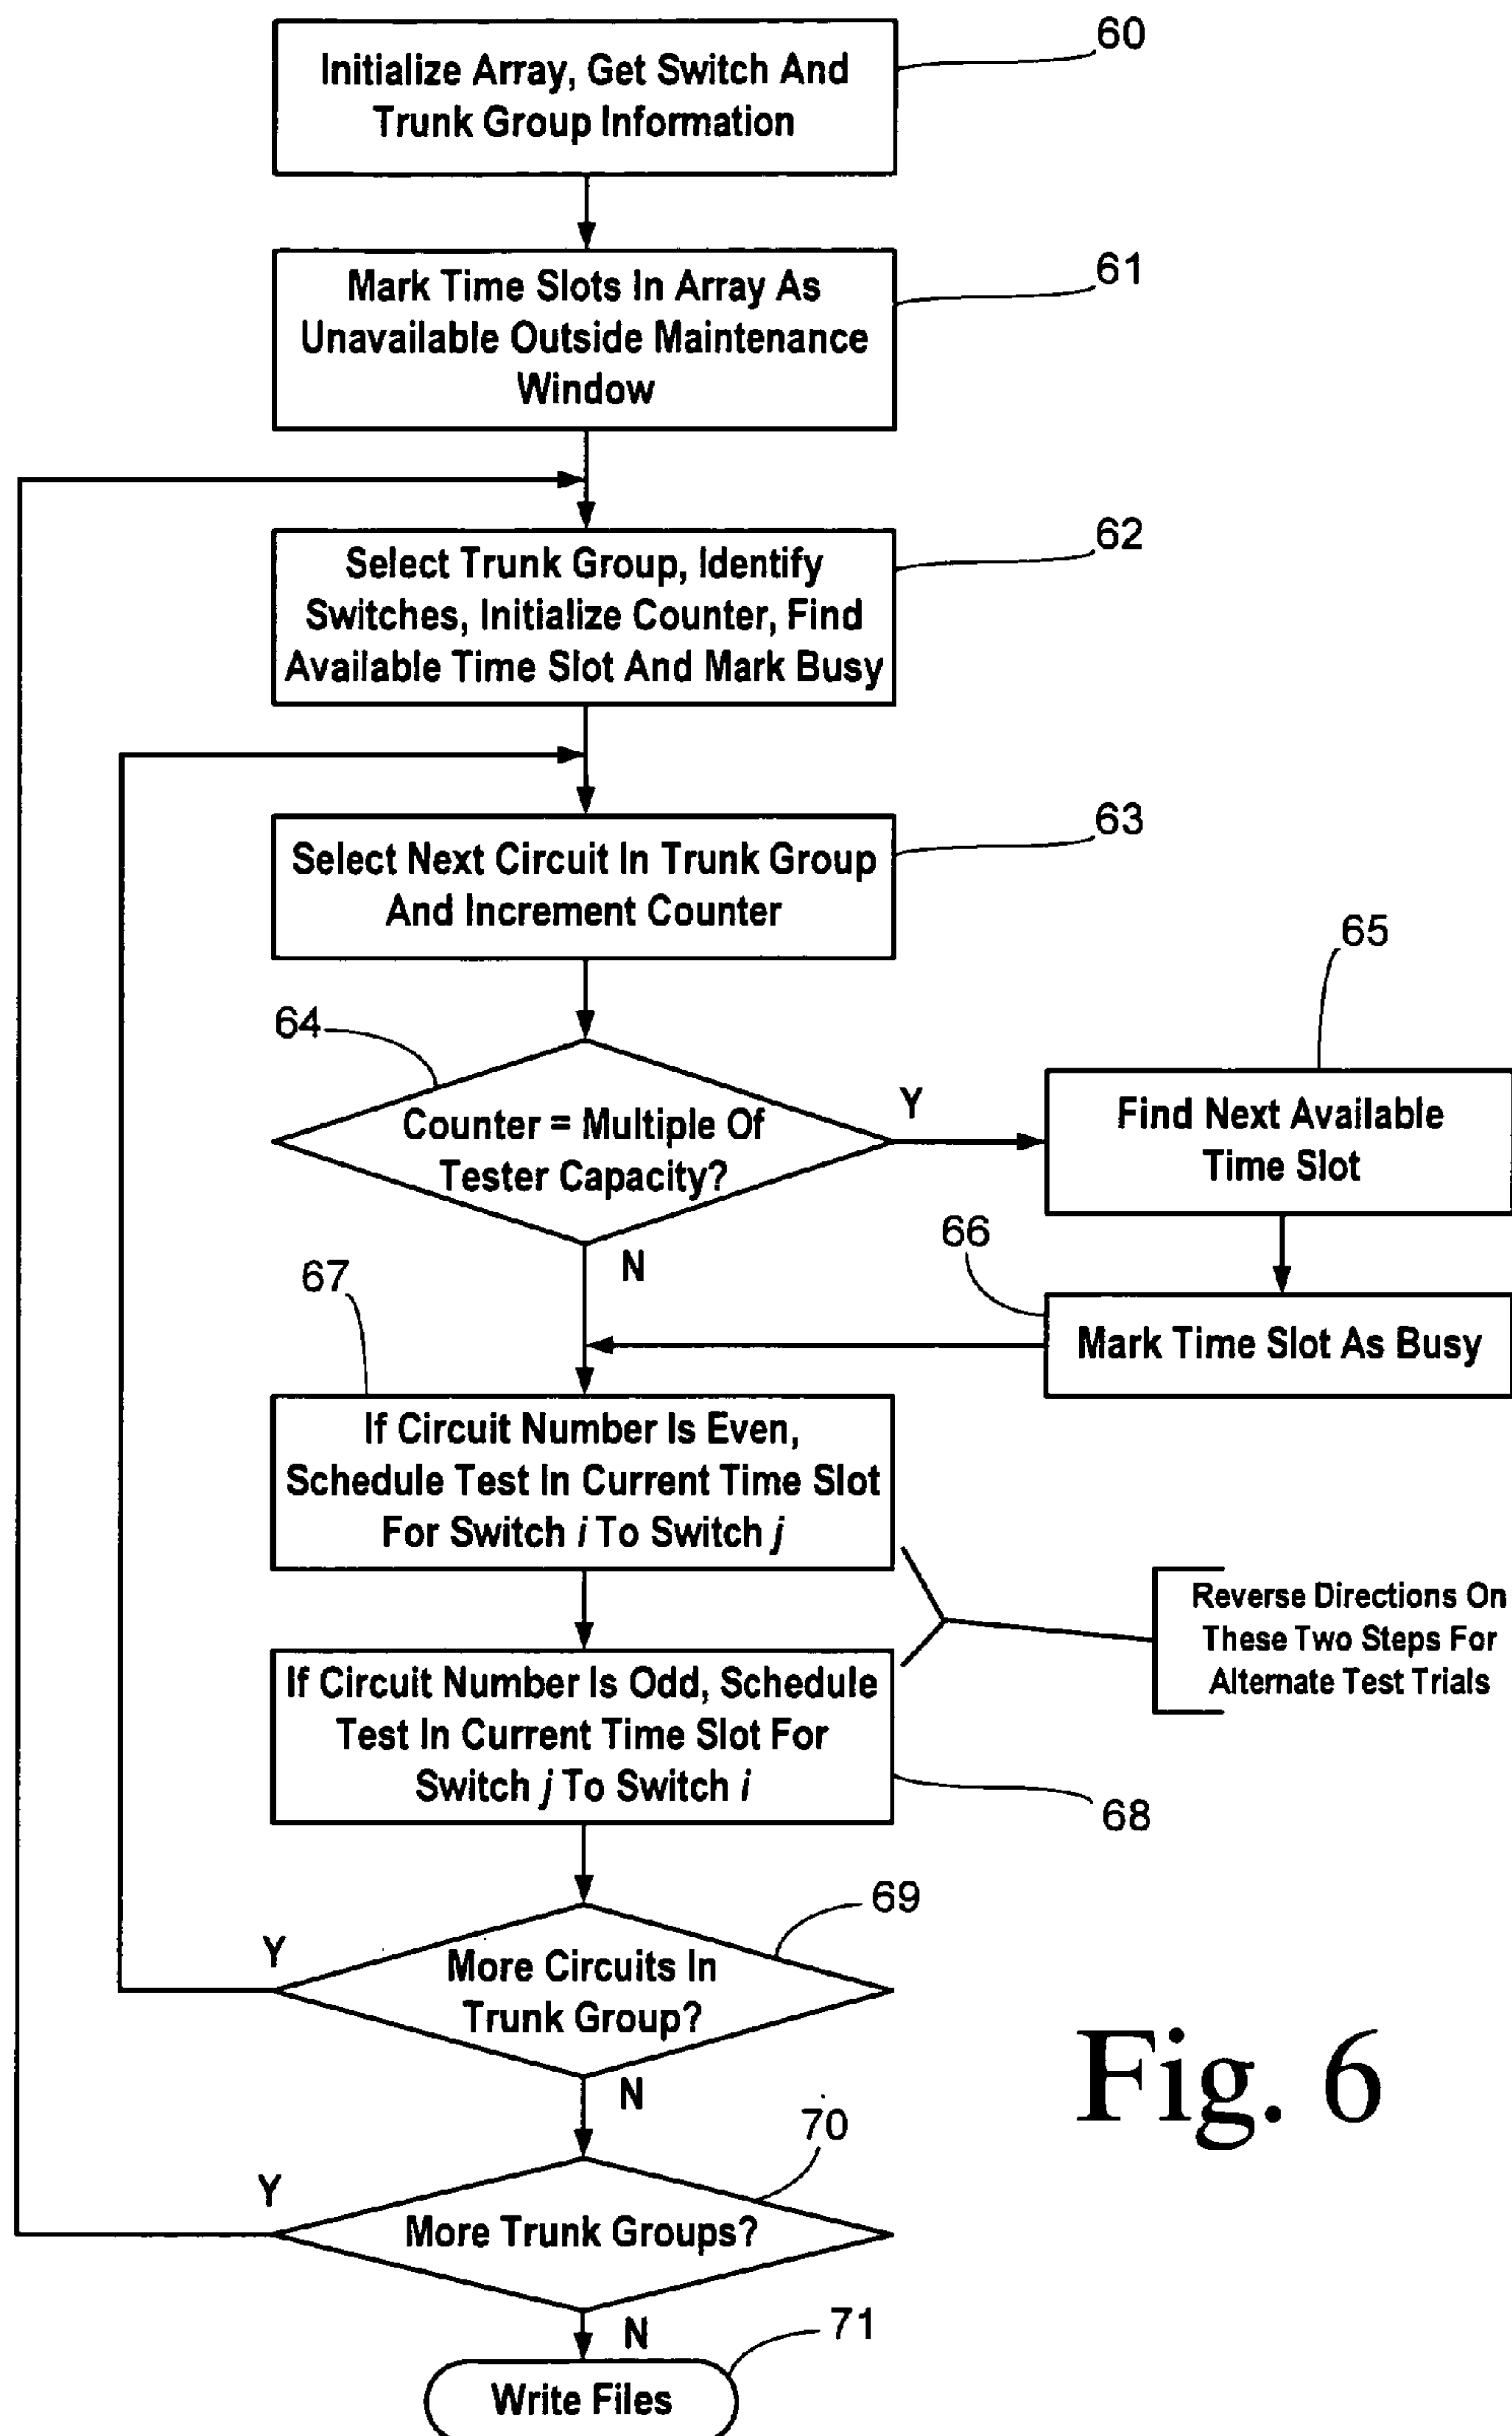 60
Initialize Array, Get Switch And
Trunk Group Information
61
Mark Time Slots In Array As
Unavailable Outside Maintenance
Window
62
Select Trunk Group, Identify
Switches, Initialize Counter, Find
Available Time Slot And Mark Busy
63
Select Next Circuit In Trunk Group
And Increment Counter
64
Counter = Multiple Of
Tester Capacity?
Y
N
65
Find Next Available
Time Slot
66
Mark Time Slot As Busy
67
If Circuit Number Is Even,
Schedule Test In Current Time Slot
For Switch i To Switch j
Reverse Directions On
These Two Steps For
Alternate Test Trials
If Circuit Number Is Odd, Schedule
Test In Current Time Slot For
Switch j To Switch i
68
69
Y
More Circuits In
Trunk Group?
N
Fig. 6
70
Y
More Trunk Groups?
N
71
Write Files